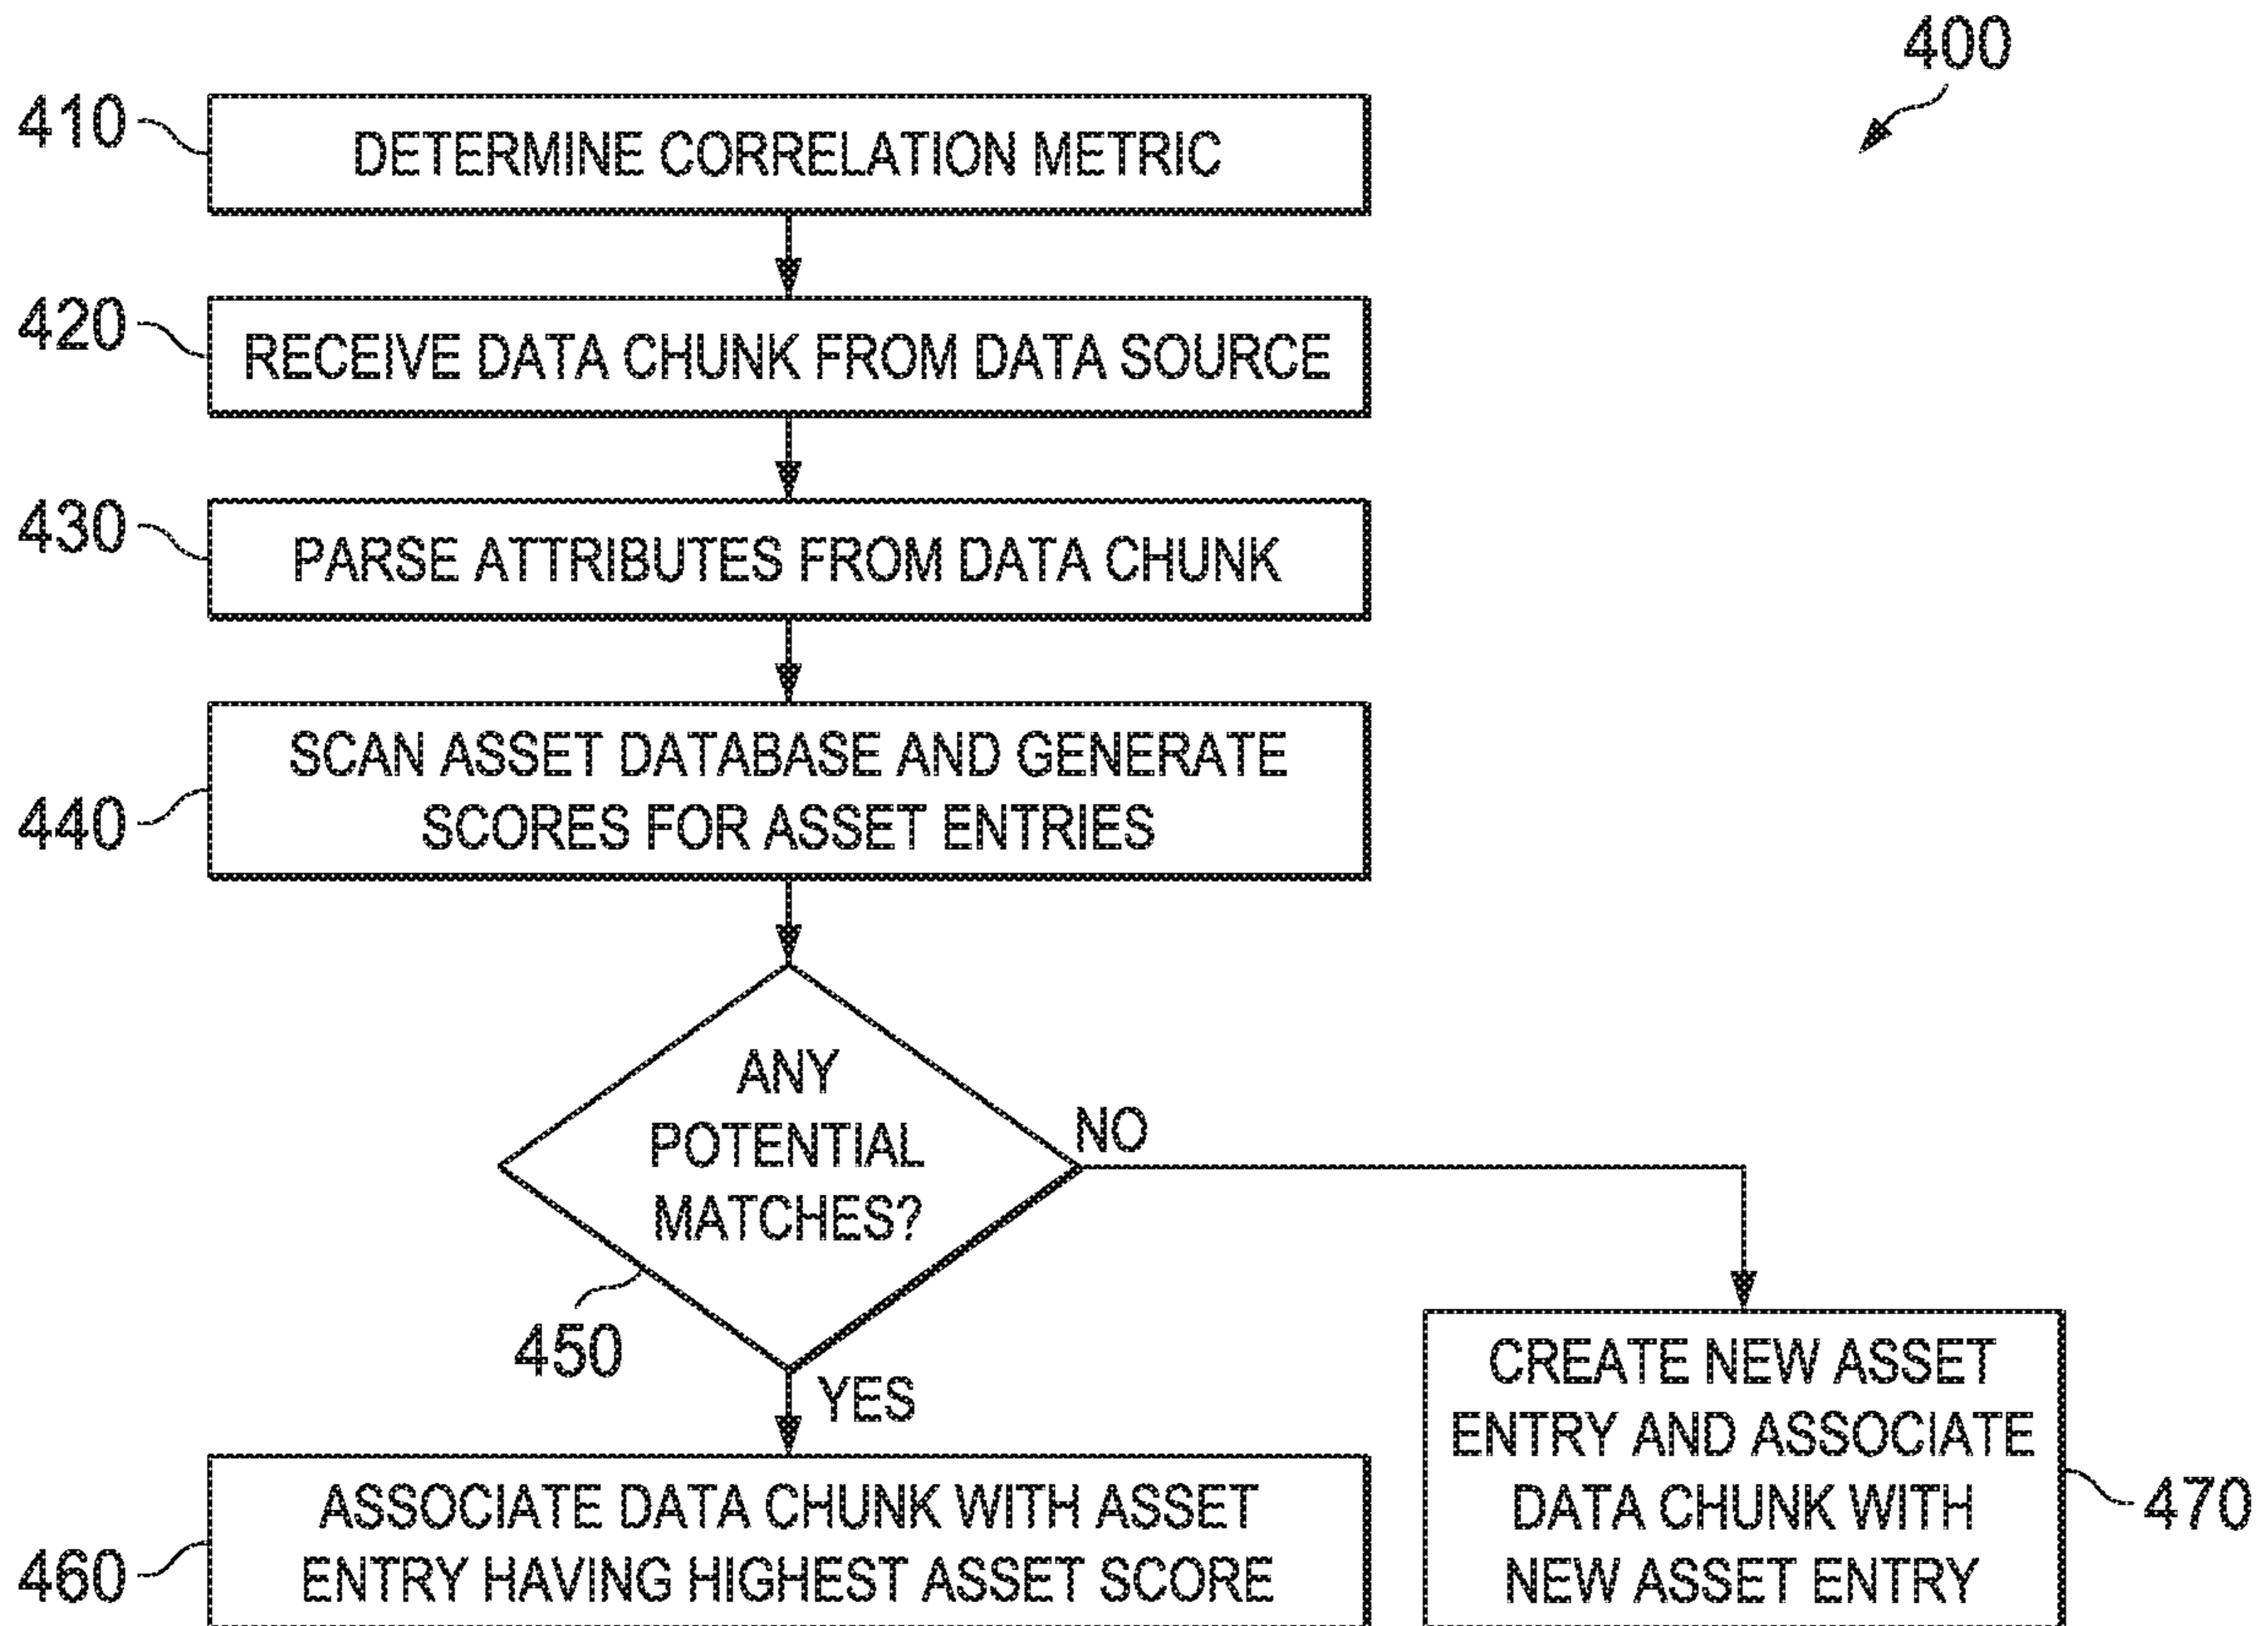 400
410
DETERMINE CORRELATION METRIC
420
RECEIVE DATA CHUNK FROM DATA SOURCE
430
PARSE ATTRIBUTES FROM DATA CHUNK
440
SCAN ASSET DATABASE AND GENERATE
SCORES FOR ASSET ENTRIES
ANY
POTENTIAL
MATCHES?
NO
450
YES
460
ASSOCIATE DATA CHUNK WITH ASSET
ENTRY HAVING HIGHEST ASSET SCORE
CREATE NEW ASSET
ENTRY AND ASSOCIATE
DATA CHUNK WITH
NEW ASSET ENTRY
470